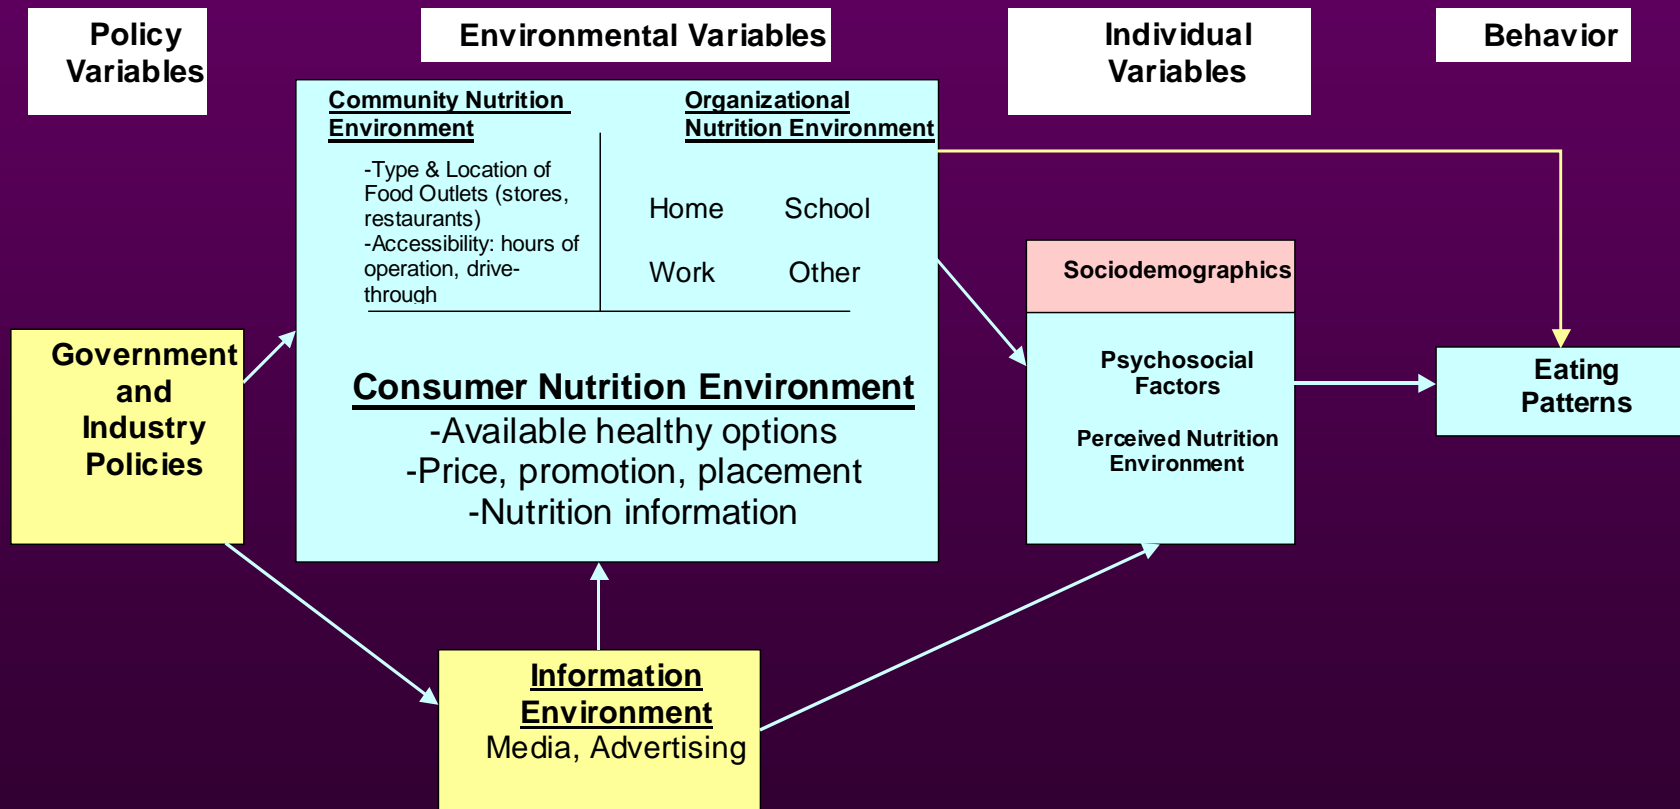 Policy
Variables
Environmental Variables
Individual
Variables
Behavior
Community Nutrition
Environment
-Type & Location of
Food Outlets (stores,
restaurants)
-Accessibility: hours of
operation, drive-
through
Organizational
Nutrition Environment
Home School
Work Other
Consumer Nutrition Environment
-Available healthy options
-Price, promotion, placement
-Nutrition information
Government
and
Industry
Policies
Information
Environment
Media, Advertising
Sociodemographics
Psychosocial
Factors
Perceived Nutrition
Environment
Eating
Patterns